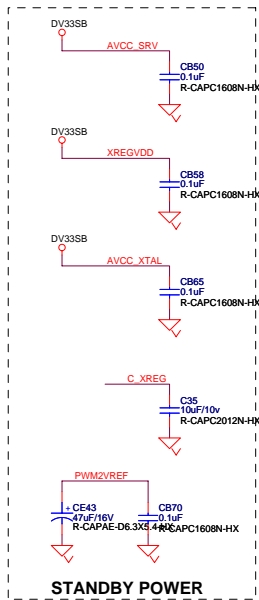 DV33SB
AVCC_SRV
CB50
0.1uF
R-CAPC1608N-HX
DV33SB
XREGVDD
CB58
0.1uF
R-CAPC1608N-HX
DV33SB
AVCC_XTAL
CB65
0.1uF
R-CAPC1608N-HX
C_XREG
C35
10uF/10v
R-CAPC2012N-HX
PWM2VREF
+ CE43
47uF/16V
R-CAPAE-D6.3X5.4-HX
CB70
0.1uF
R-CAPC1608N-HX
STANDBY POWER